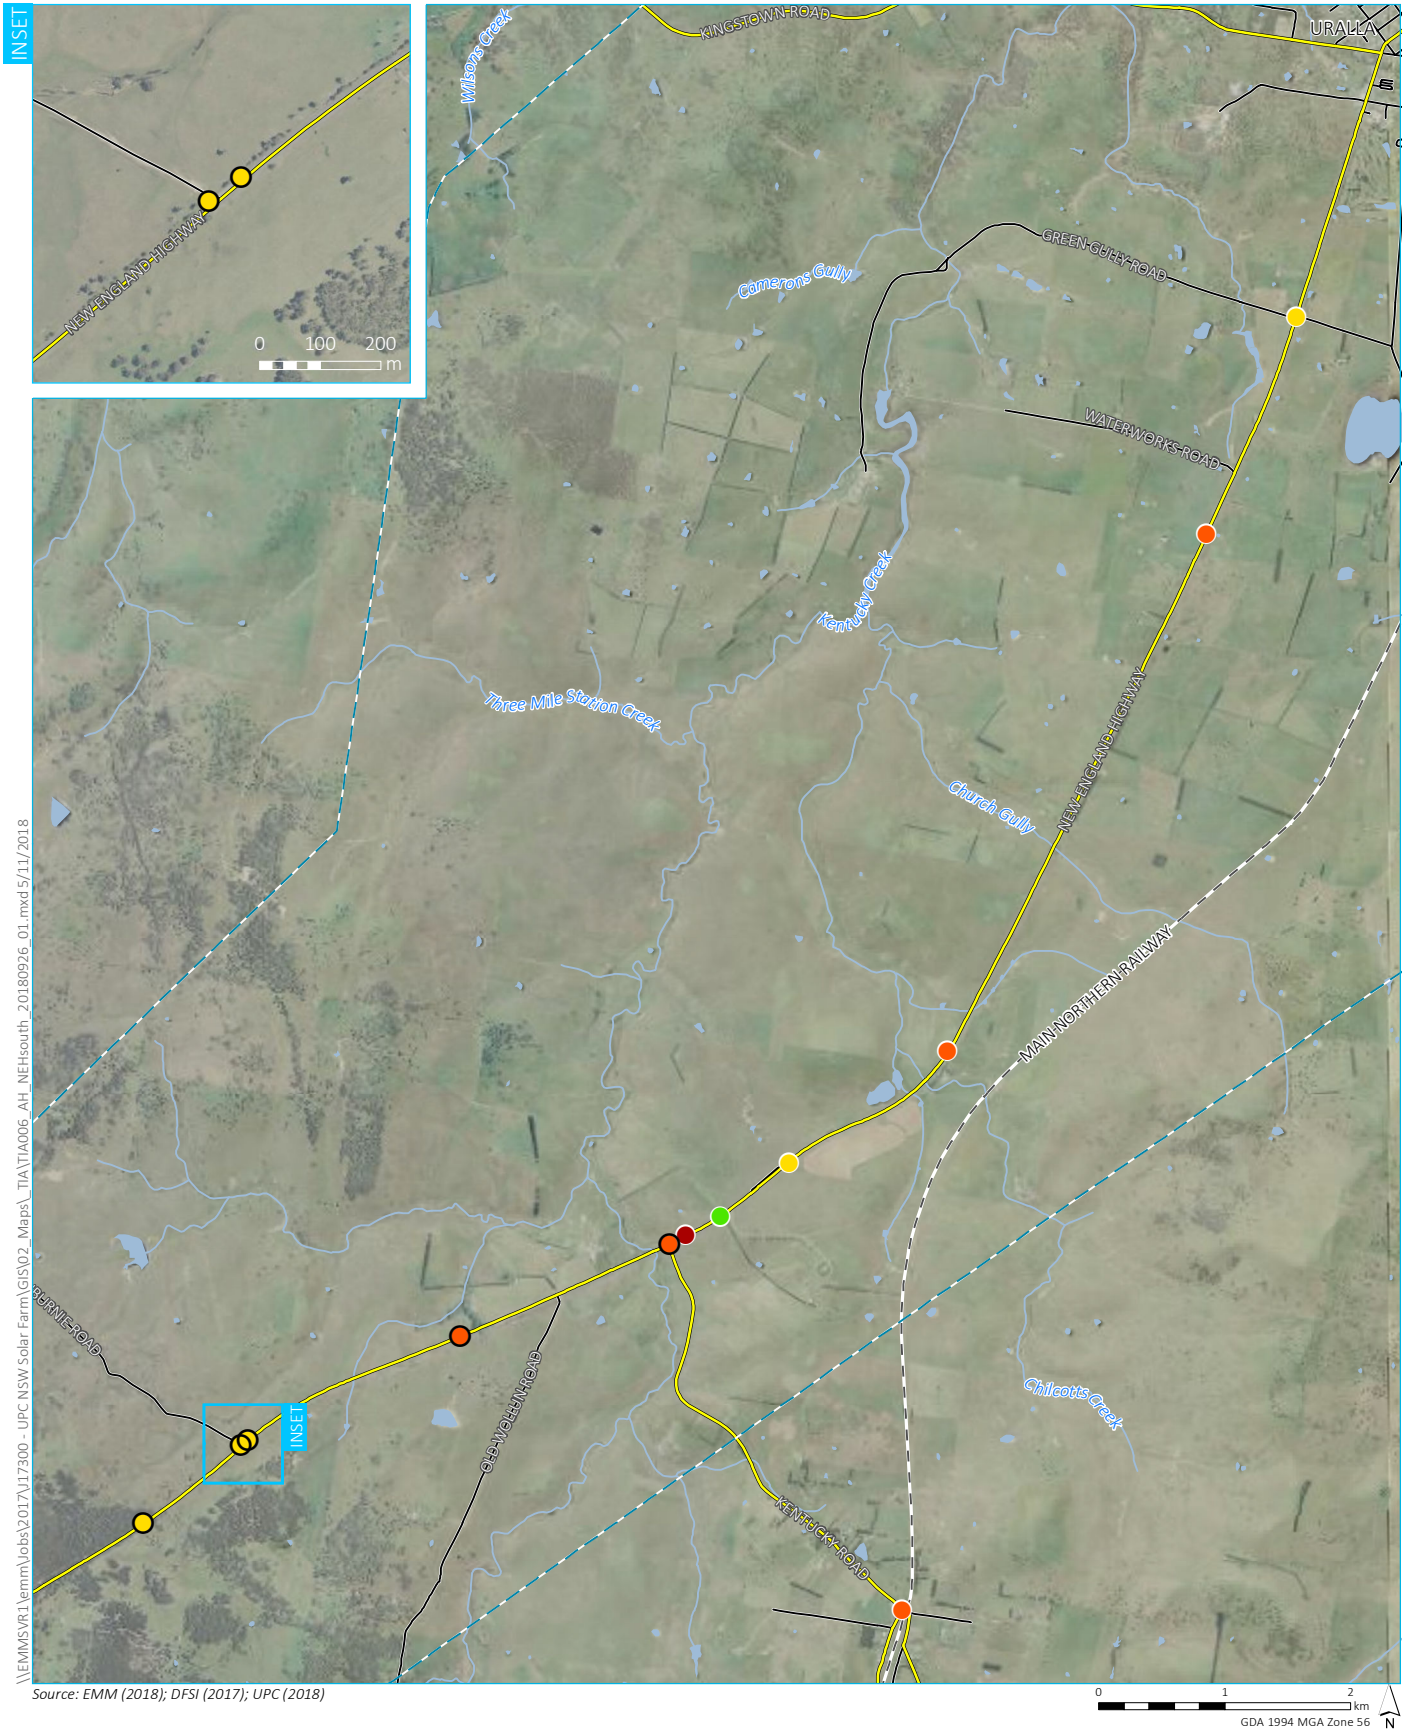 INSET
KINGSTOWN ROAD
URALLA
Wilsons Creek
NEW ENGLAND HIGHWAY
0 100 200
m
GREEN GULLY ROAD
Camerons Gully
WATERWORKS ROAD
Kentucky Creek
Three Mile Station Creek
NEW ENGLAND HIGHWAY
Church Gully
MAIN NORTHERN RAILWAY
BURNIE ROAD
OLD WOLLUN ROAD
INSET
Chilcotts Creek
KENTUCKY ROAD
\\EMMSVR1\emm\Jobs\2017\J17300 - UPC NSW Solar Farm\GIS\02_Maps\_TIA\TIA006_AH_NEHsouth_20180926_01.mxd 5/11/2018
Source: EMM (2018); DFSI (2017); UPC (2018)
0 1 2
km
GDA 1994 MGA Zone 56
N